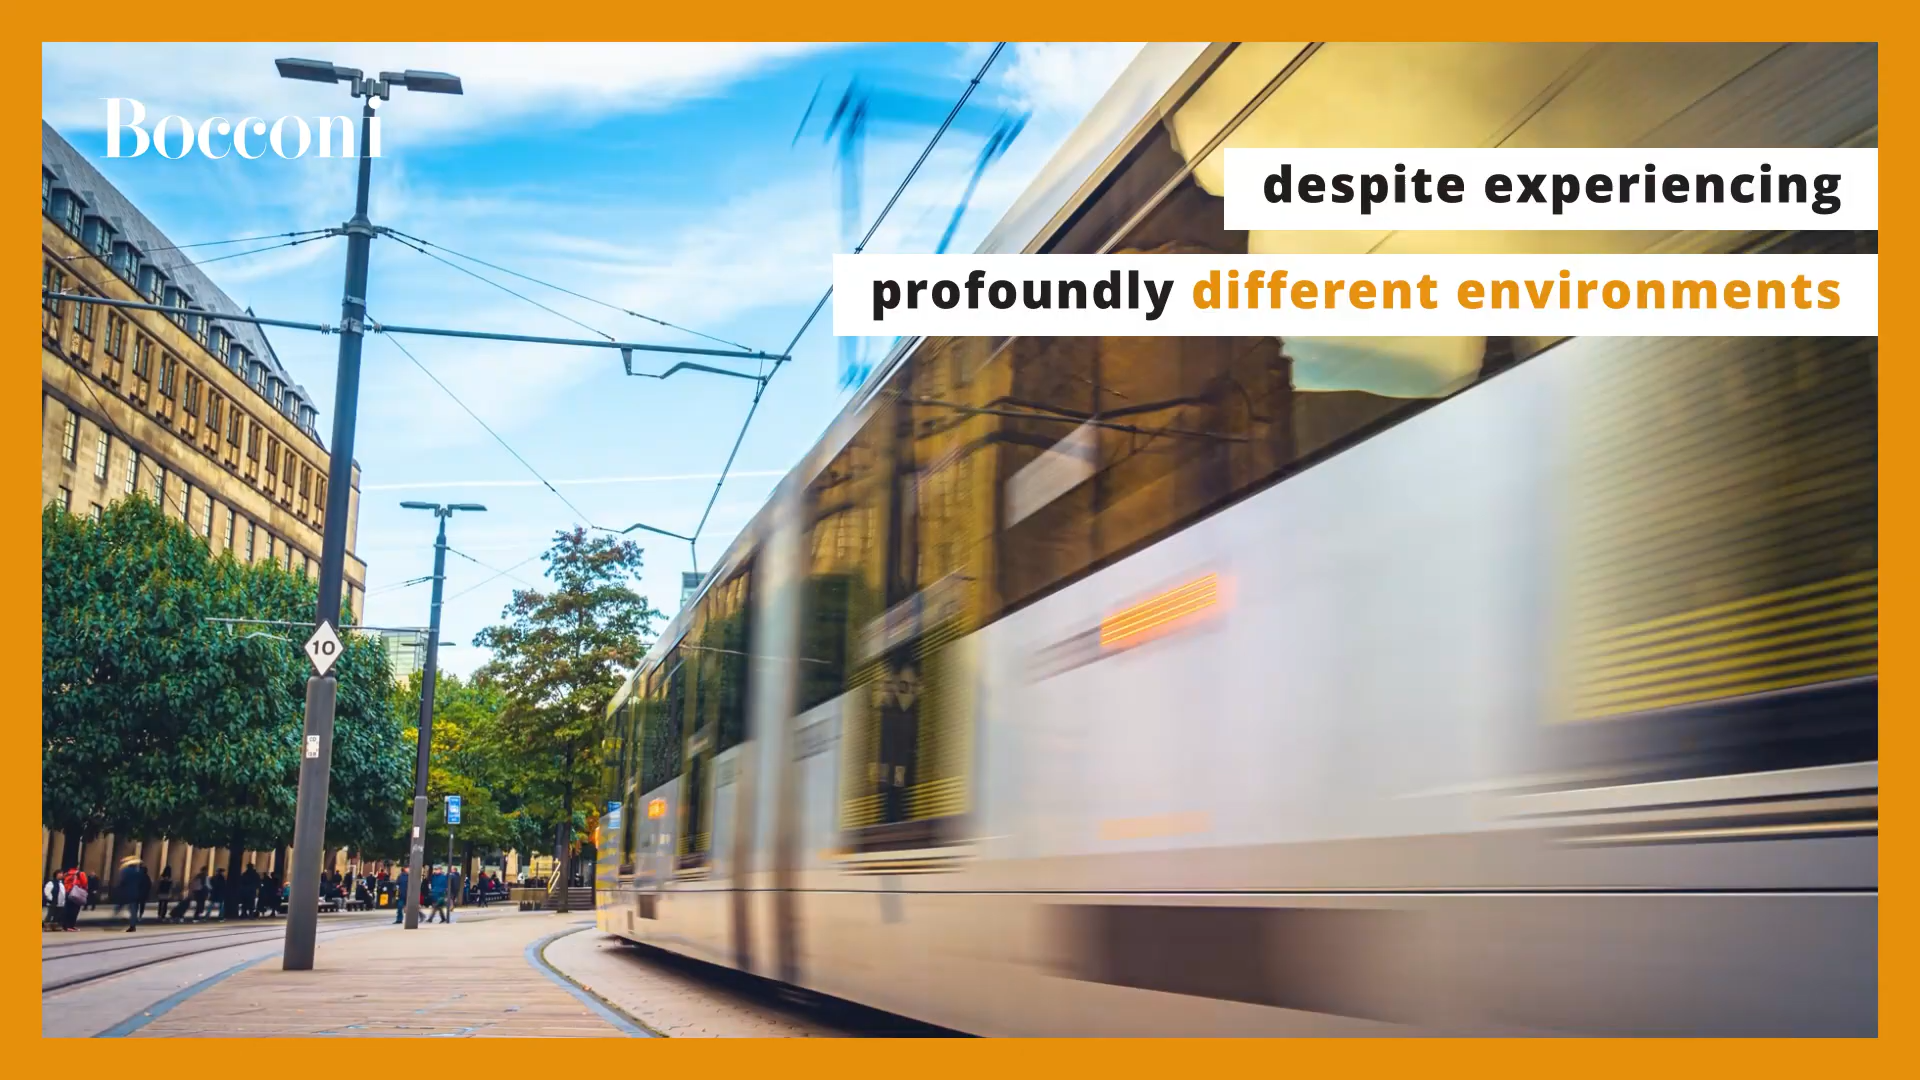 Bocconi
despite experiencing
profoundly different environments
10